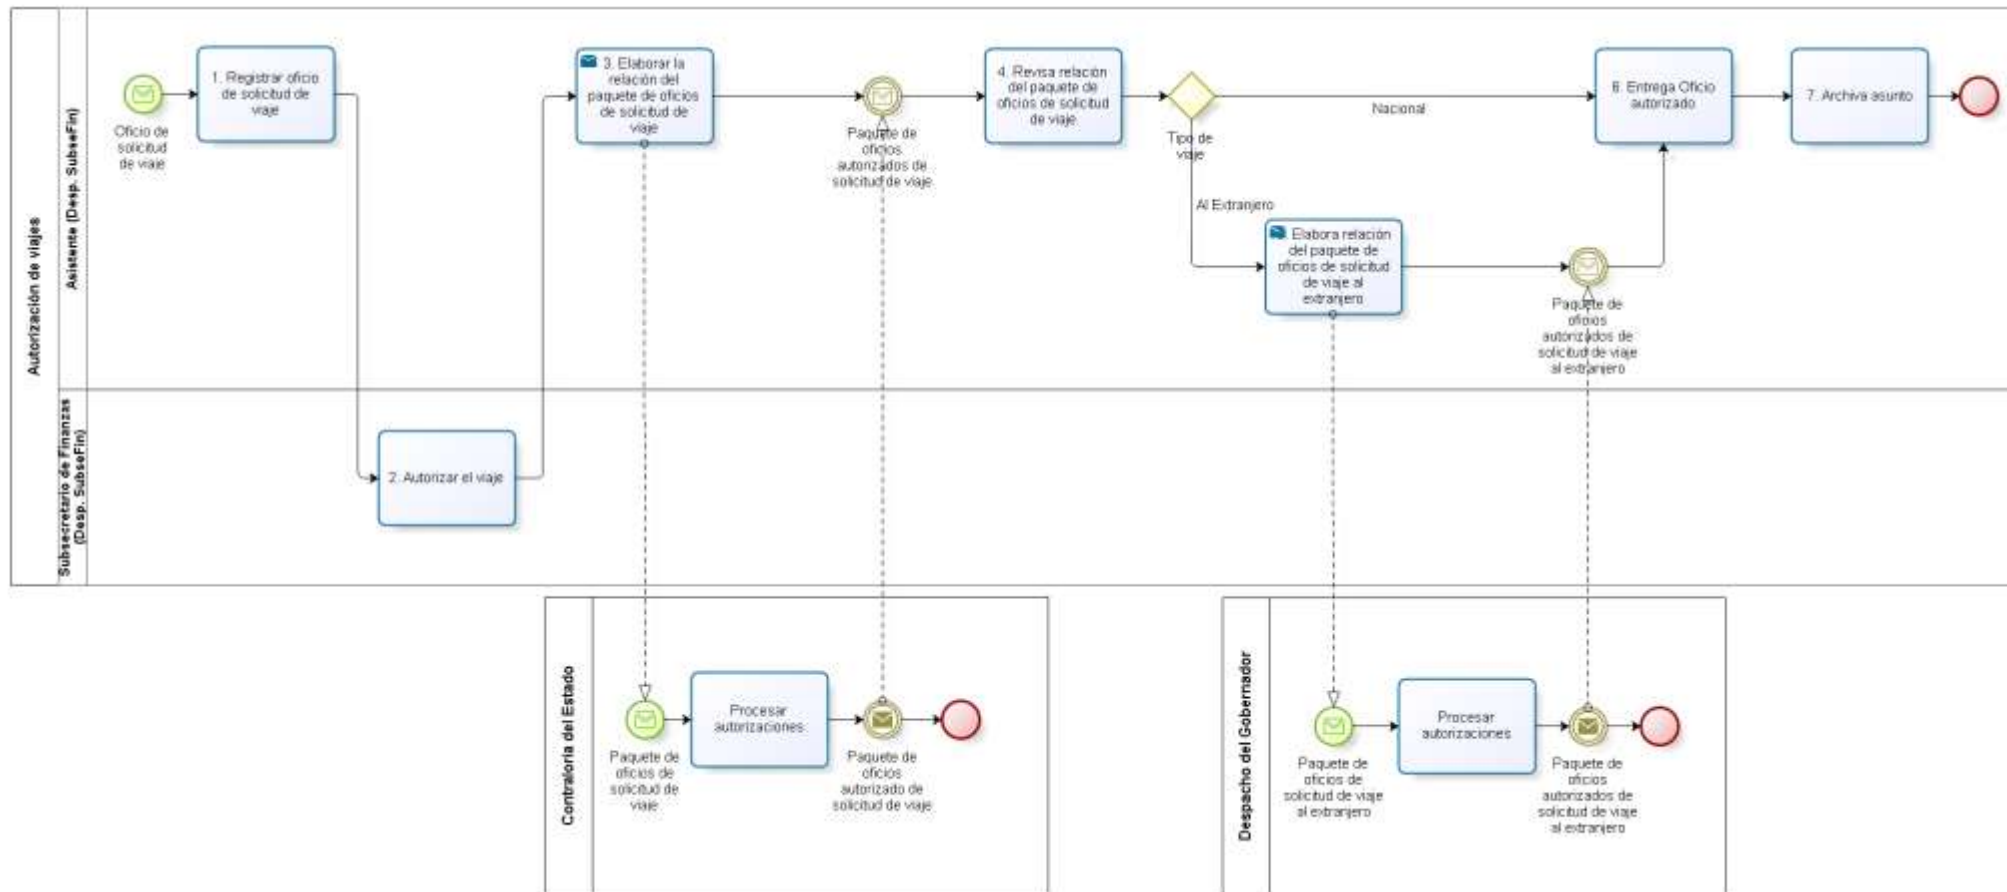 Autorización de viajes
Asistente (Desp. SubseFin)
Oficio de
solicitud
de viaje
1. Registrar oficio
de solicitud de
viaje
3. Elaborar la
relación del
paquete de oficios
de solicitud de
viaje
Paquete de
oficios
autorizados de
solicitud de viaje
4. Revisa relación
del paquete de
oficios de solicitud
de viaje
Tipo de
viaje
Nacional
Al Extranjero
Elabora relación
del paquete de
oficios de solicitud
de viaje al
extranjero
Paquete de
oficios
autorizados de
solicitud de viaje
al extranjero
6. Entrega Oficio
autorizado
7. Archiva asunto
Subsecretario de Finanzas
(Desp. SubseFin)
2. Autorizar el viaje
Contraloría del Estado
Paquete de
oficios de
solicitud de
viaje
Procesar
autorizaciones
Paquete de
oficios
autorizado de
solicitud de viaje
Despacho del Gobernador
Paquete de
oficios de
solicitud de viaje
al extranjero
Procesar
autorizaciones
Paquete de
oficios
autorizados de
solicitud de viaje
al extranjero